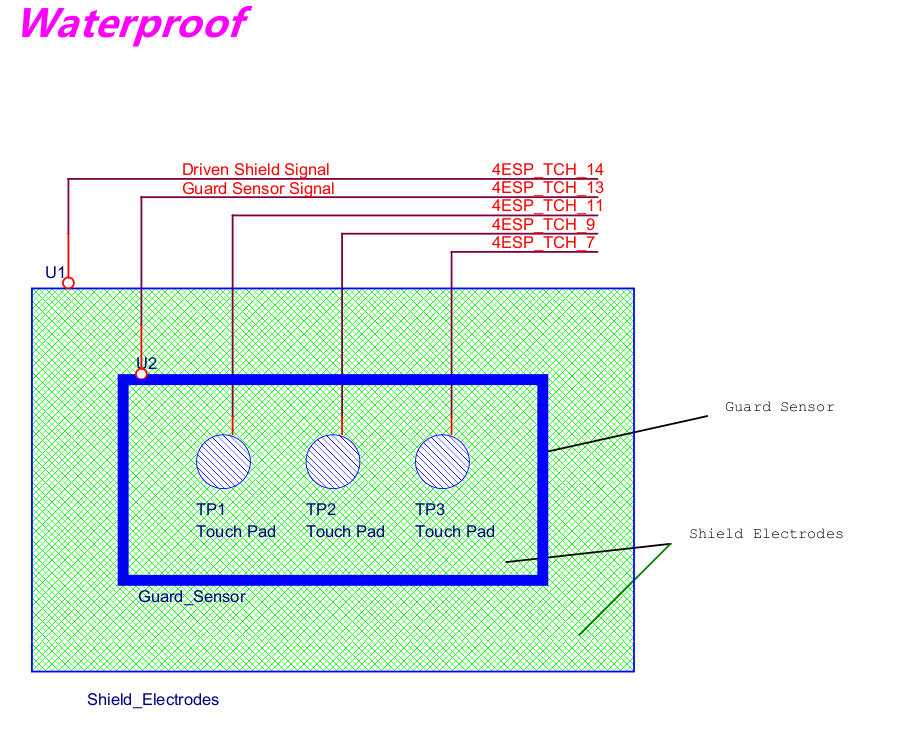 Waterproof
Driven Shield Signal 4ESP_TCH_14
Guard Sensor Signal 4ESP_TCH_13
4ESP_TCH_11
4ESP_TCH_9
4ESP_TCH_7
U1
U2
Guard Sensor
TP1 TP2 TP3
Touch Pad Touch Pad Touch Pad
Shield Electrodes
Guard_Sensor
Shield_Electrodes